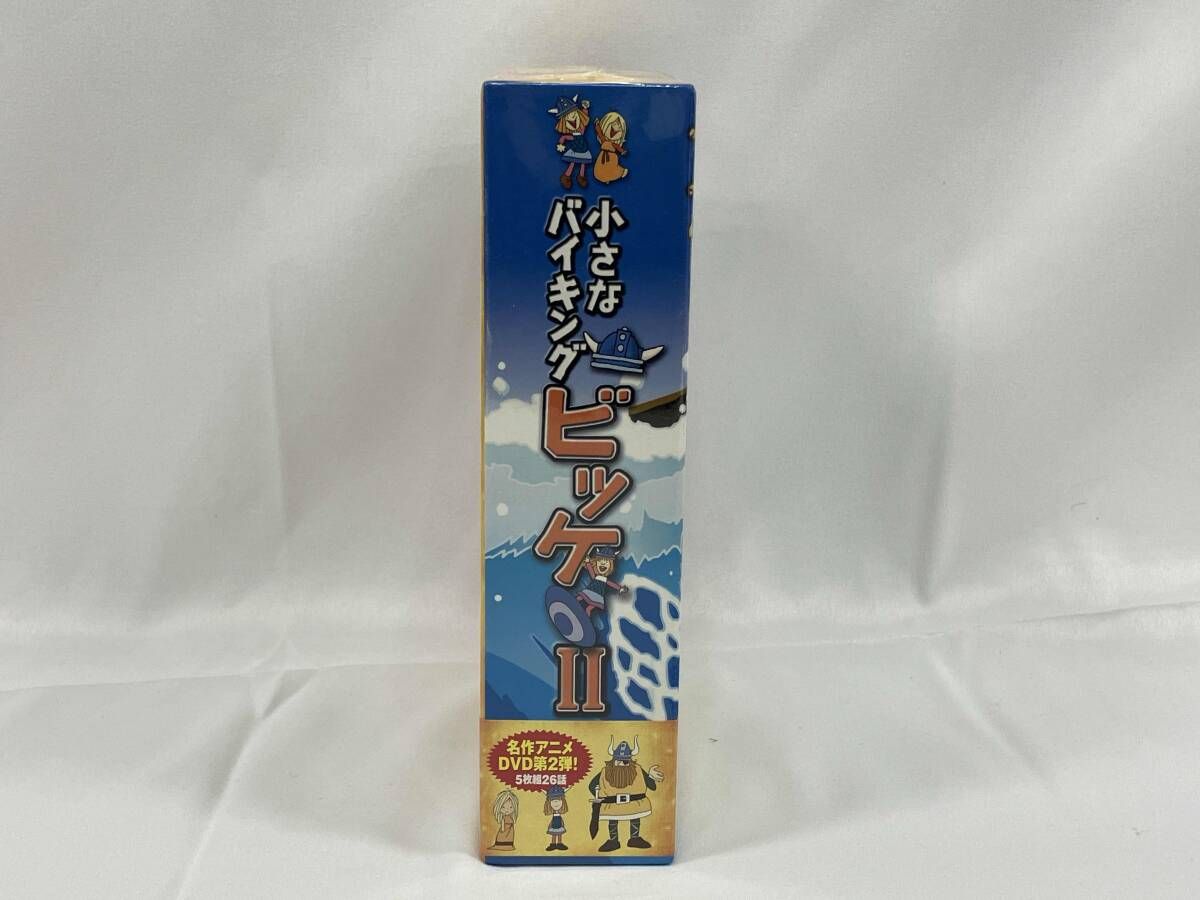 小さな
バイキング
ビッケ
II
名作アニメ
DVD第2弾!
5枚組26話